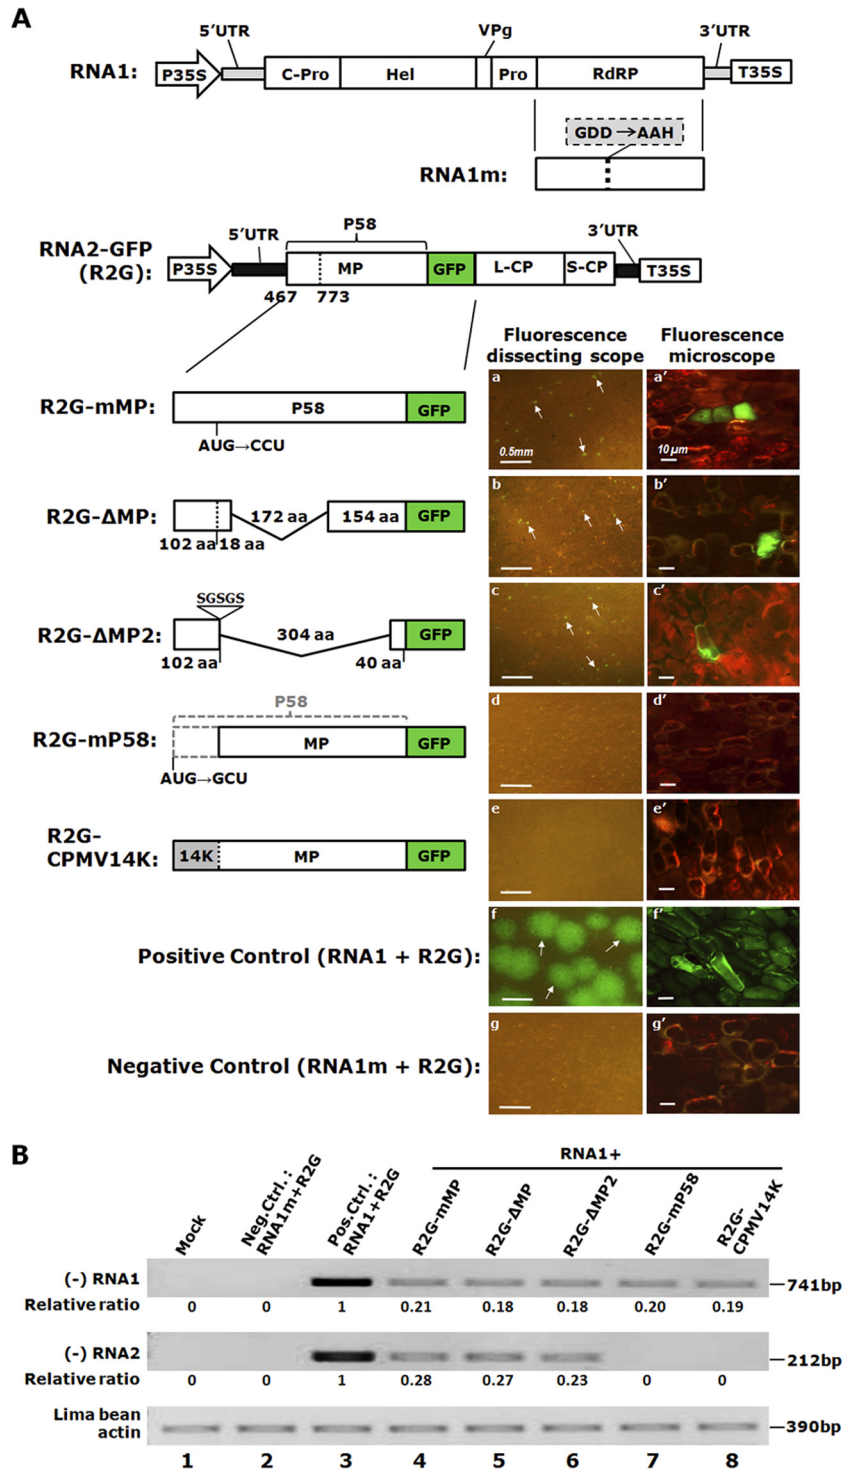 A
5′UTR
VPg
3′UTR
RNA1:
P35S
C-Pro
Hel
Pro
RdRP
T35S
GDD→AAH
RNA1m:
RNA2-GFP
(R2G):
5′UTR
P58
3′UTR
P35S
MP
GFP
L-CP
S-CP
T35S
467
773
Fluorescence
dissecting scope
Fluorescence
microscope
R2G-mMP:
P58
GFP
AUG→CCU
a
0.5mm
a′
10µm
R2G-ΔMP:
172 aa
154 aa
GFP
102 aa
18 aa
b
b′
R2G-ΔMP2:
SGSGS
304 aa
GFP
102 aa
40 aa
c
c′
R2G-mP58:
P58
MP
GFP
AUG→GCU
d
d′
R2G-
CPMV14K:
14K
MP
GFP
e
e′
Positive Control (RNA1 + R2G):
f
f′
Negative Control (RNA1m + R2G):
g
g′
B
RNA1+
Mock
Neg.Ctrl.:
RNA1m+R2G
Pos.Ctrl.:
RNA1+R2G
R2G-mMP
R2G-ΔMP
R2G-ΔMP2
R2G-mP58
R2G-
CPMV14K
(-) RNA1
741bp
Relative ratio 0 0 1 0.21 0.18 0.18 0.20 0.19
(-) RNA2
212bp
Relative ratio 0 0 1 0.28 0.27 0.23 0 0
Lima bean
actin
390bp
1 2 3 4 5 6 7 8